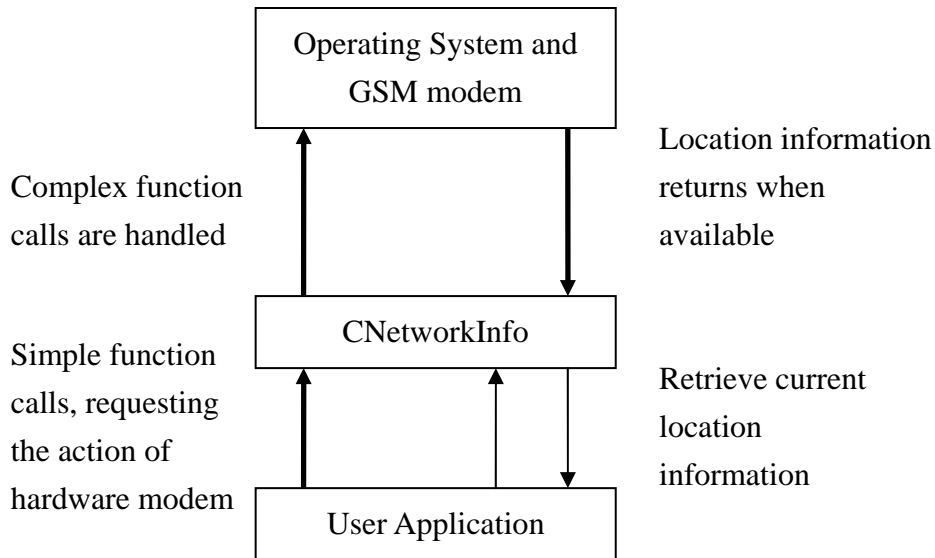 Operating System and
GSM modem
Complex function
calls are handled
Location information
returns when
available
CNetworkInfo
Simple function
calls, requesting
the action of
hardware modem
Retrieve current
location
information
User Application